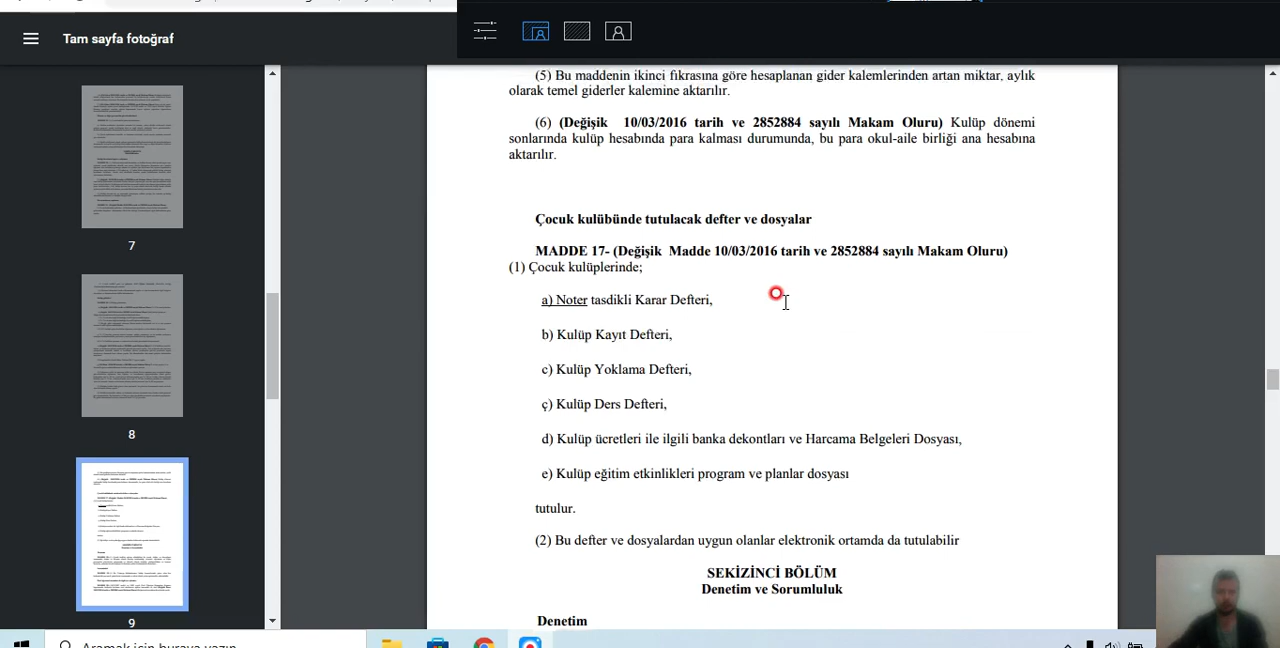 Tam sayfa fotoğraf
7
8
9
(5) Bu maddenin ikinci fıkrasına göre hesaplanan gider kalemlerinden artan miktar, aylık
olarak temel giderler kalemine aktarılır.
(6) (Değişik 10/03/2016 tarih ve 2852884 sayılı Makam Oluru) Kulüp dönemi
sonlarında kulüp hesabında para kalması durumunda, bu para okul-aile birliği ana hesabına
aktarılır.
Çocuk kulübünde tutulacak defter ve dosyalar
MADDE 17- (Değişik Madde 10/03/2016 tarih ve 2852884 sayılı Makam Oluru)
(1) Çocuk kulüplerinde;
a) Noter tasdikli Karar Defteri,
b) Kulüp Kayıt Defteri,
c) Kulüp Yoklama Defteri,
ç) Kulüp Ders Defteri,
d) Kulüp ücretleri ile ilgili banka dekontları ve Harcama Belgeleri Dosyası,
e) Kulüp eğitim etkinlikleri program ve planlar dosyası
tutulur.
(2) Bu defter ve dosyalardan uygun olanlar elektronik ortamda da tutulabilir
SEKİZİNCİ BÖLÜM
Denetim ve Sorumluluk
Denetim
Aramak için buraya yazın